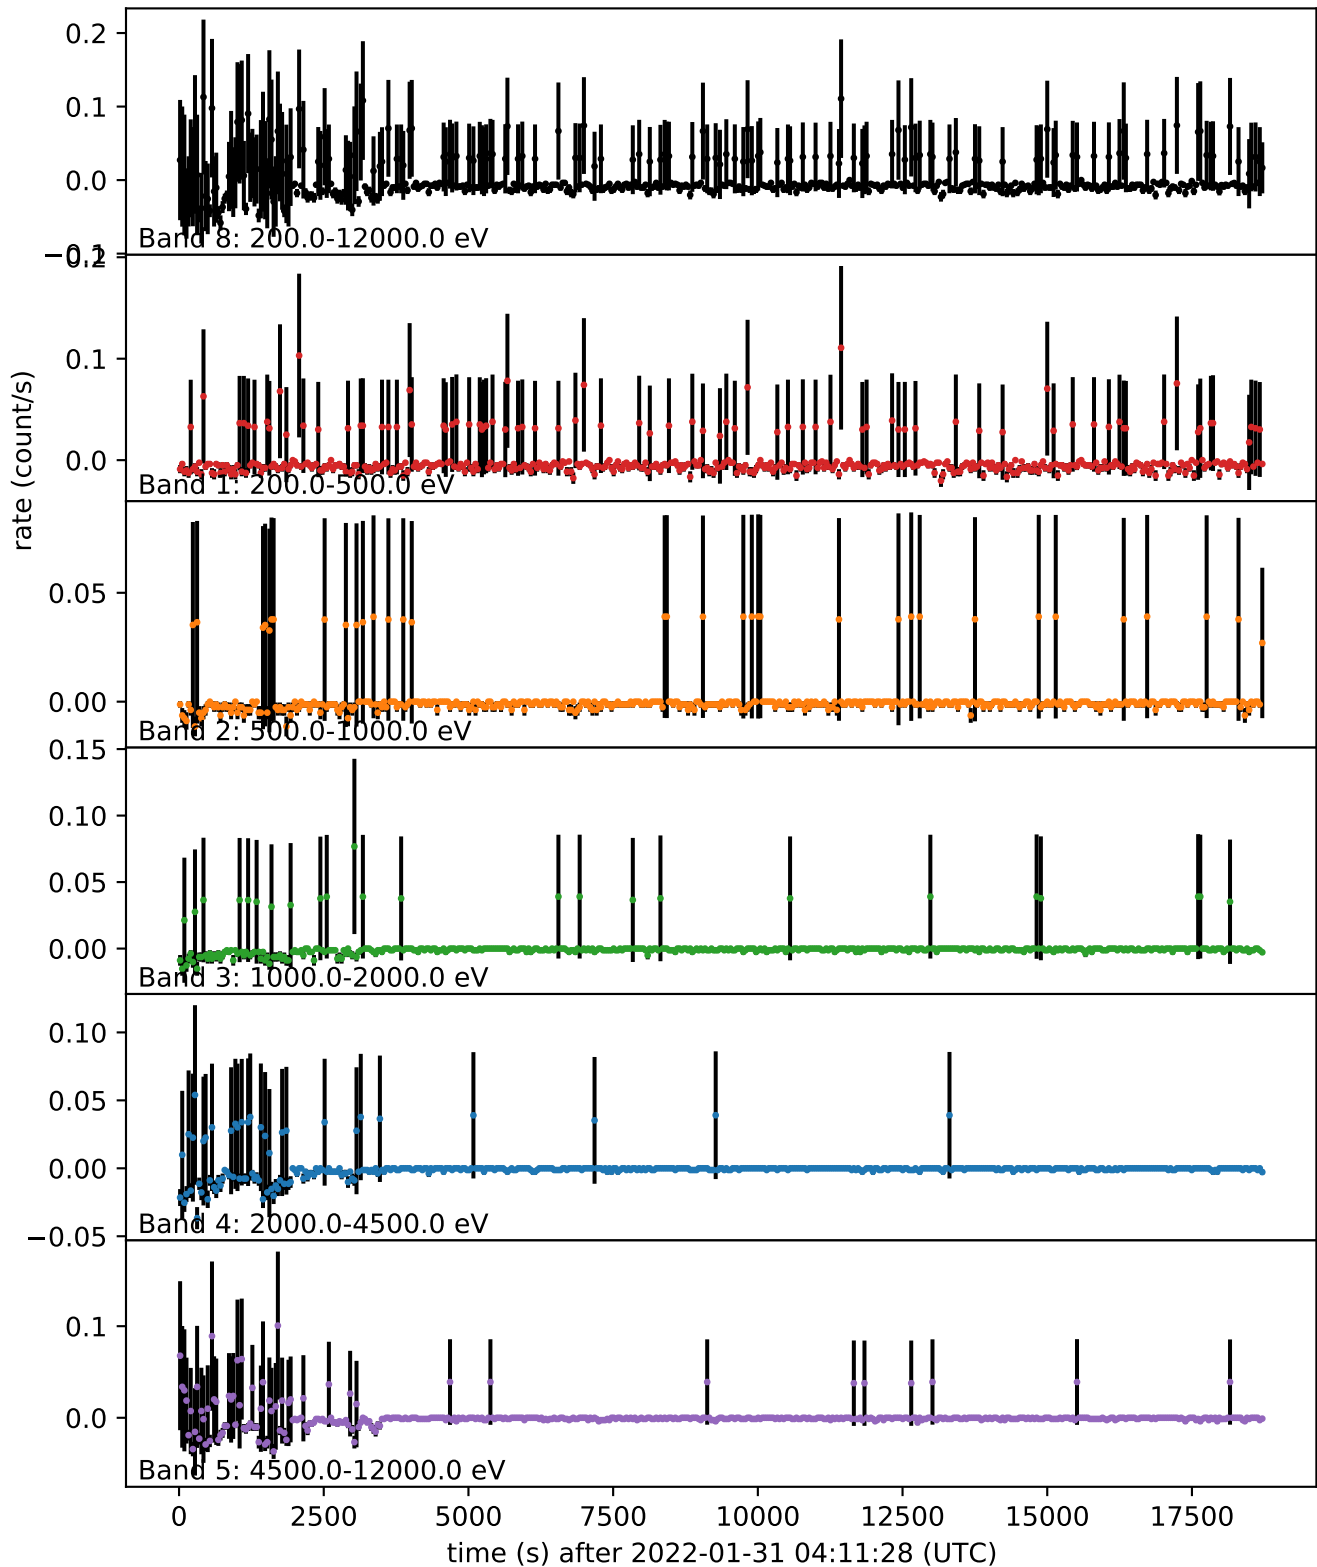 0.2
0.1
0.0
−0.1
Band 8: 200.0-12000.0 eV
0.2
0.1
0.0
Band 1: 200.0-500.0 eV
rate (count/s)
0.05
0.00
Band 2: 500.0-1000.0 eV
0.15
0.10
0.05
0.00
Band 3: 1000.0-2000.0 eV
0.10
0.05
0.00
−0.05
Band 4: 2000.0-4500.0 eV
0.1
0.0
Band 5: 4500.0-12000.0 eV
0 2500 5000 7500 10000 12500 15000 17500
time (s) after 2022-01-31 04:11:28 (UTC)